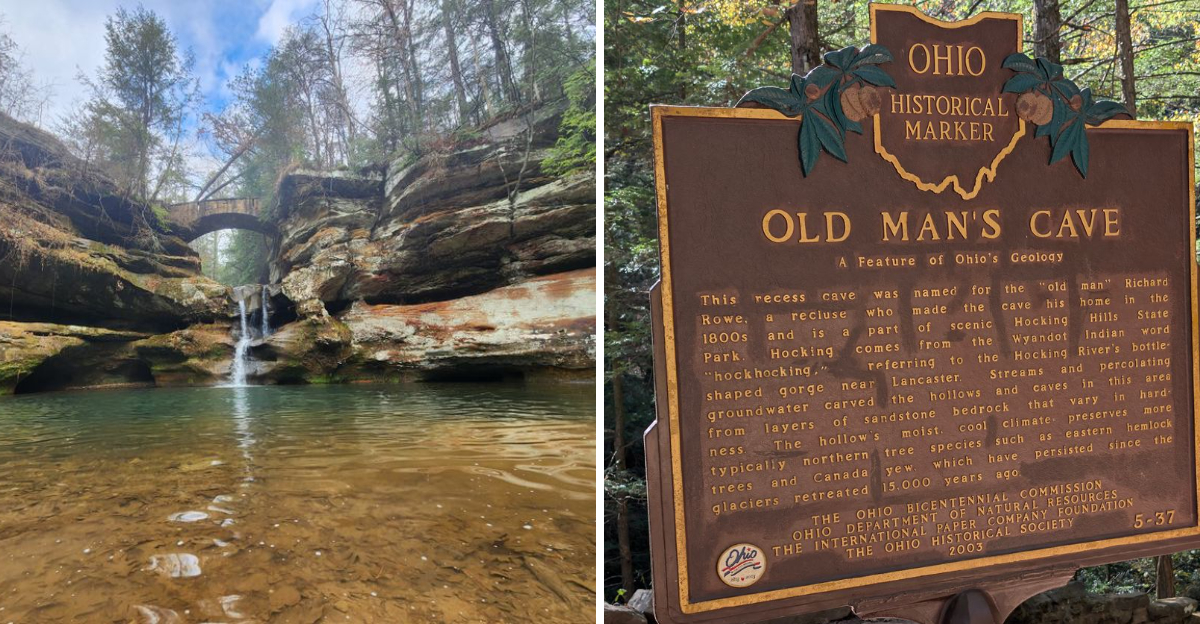 OHIO
HISTORICAL
MARKER
OLD MAN'S CAVE
A Feature of Ohio's Geology
This recess cave was named for the "old man" Richard
Rowe, a recluse who made the cave his home in the
1800s and is a part of scenic Hocking Hills State
Park. Hocking comes from the Wyandot Indian word
"hockhocking," referring to the Hocking River's bottle-
shaped gorge near Lancaster. Streams and percolating
groundwater carved the hollows and caves in this area
from layers of sandstone bedrock that vary in hard-
ness. The hollow's moist, cool climate preserves more
typically northern tree species such as eastern hemlock
trees and Canada yew which have persisted since the
glaciers retreated 15,000 years ago.
THE OHIO BICENTENNIAL COMMISSION
OHIO DEPARTMENT OF NATURAL RESOURCES
THE INTERNATIONAL PAPER COMPANY FOUNDATION
THE OHIO HISTORICAL SOCIETY
2003
5-37
Ohio